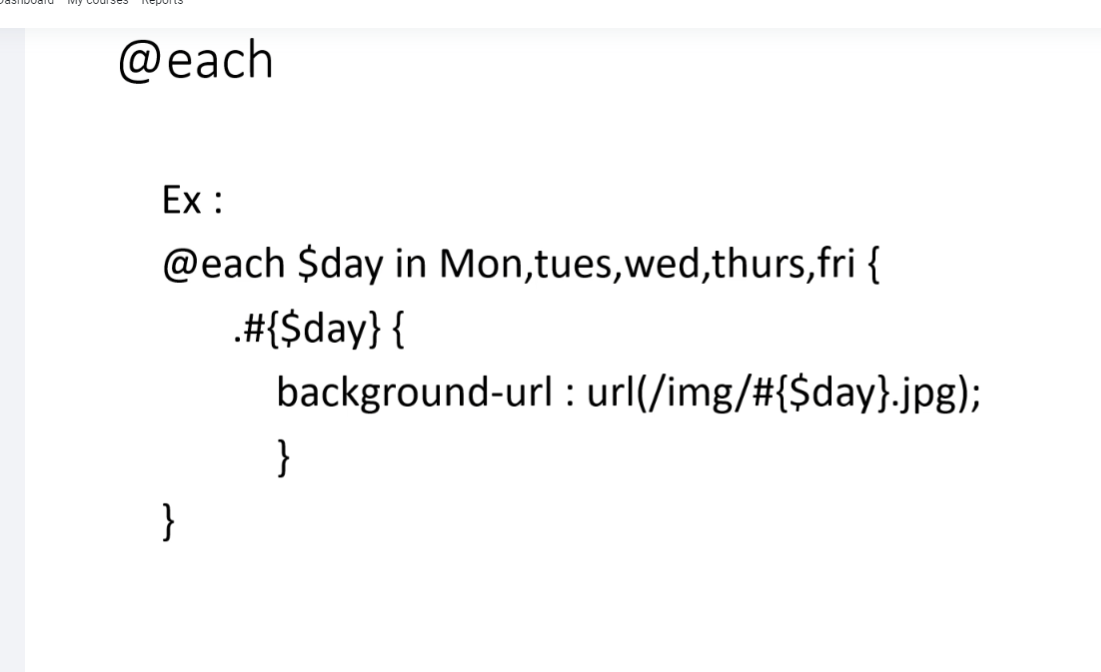 Dashboard My courses Reports
@each
Ex :
@each $day in Mon,tues,wed,thurs,fri {
.#{$day} {
background-url : url(/img/#{$day}.jpg);
}
}